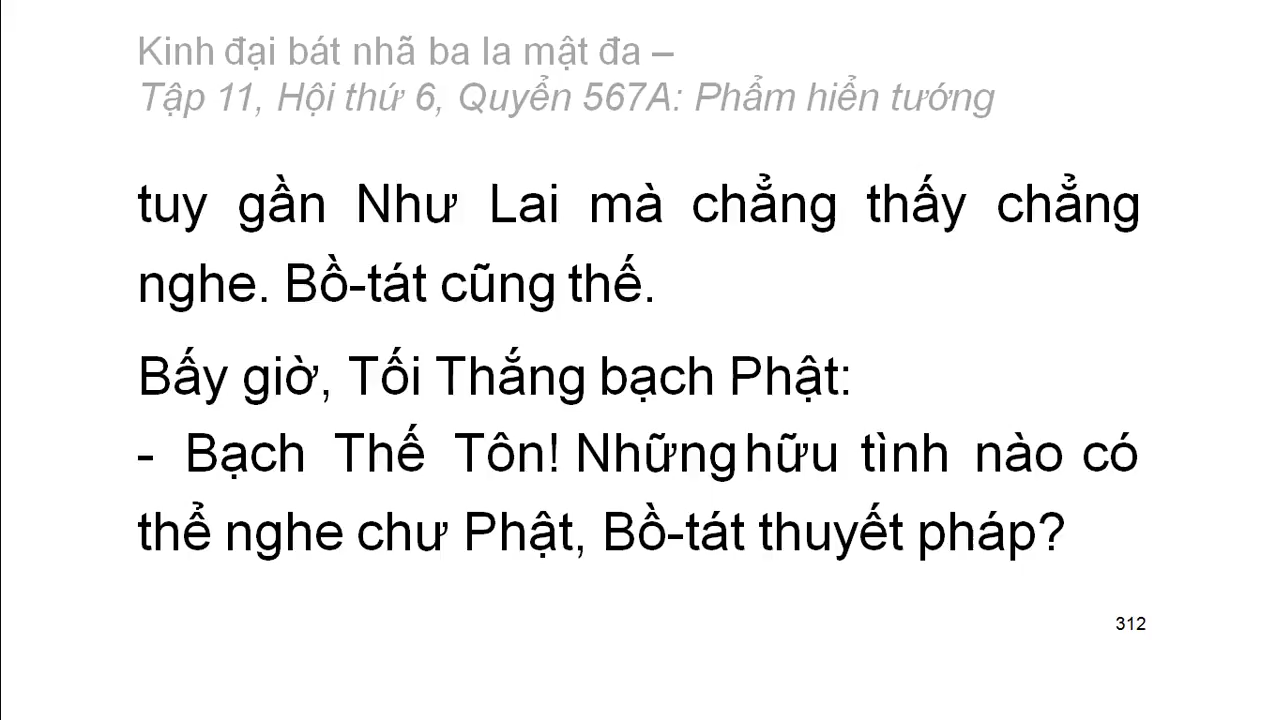 Kinh đại bát nhã ba la mật đa –
Tập 11, Hội thứ 6, Quyển 567A: Phẩm hiển tướng
tuy gần Như Lai mà chẳng thấy chẳng
nghe. Bồ-tát cũng thế.
Bấy giờ, Tối Thắng bạch Phật:
- Bạch Thế Tôn! Những hữu tình nào có
thể nghe chư Phật, Bồ-tát thuyết pháp?
312